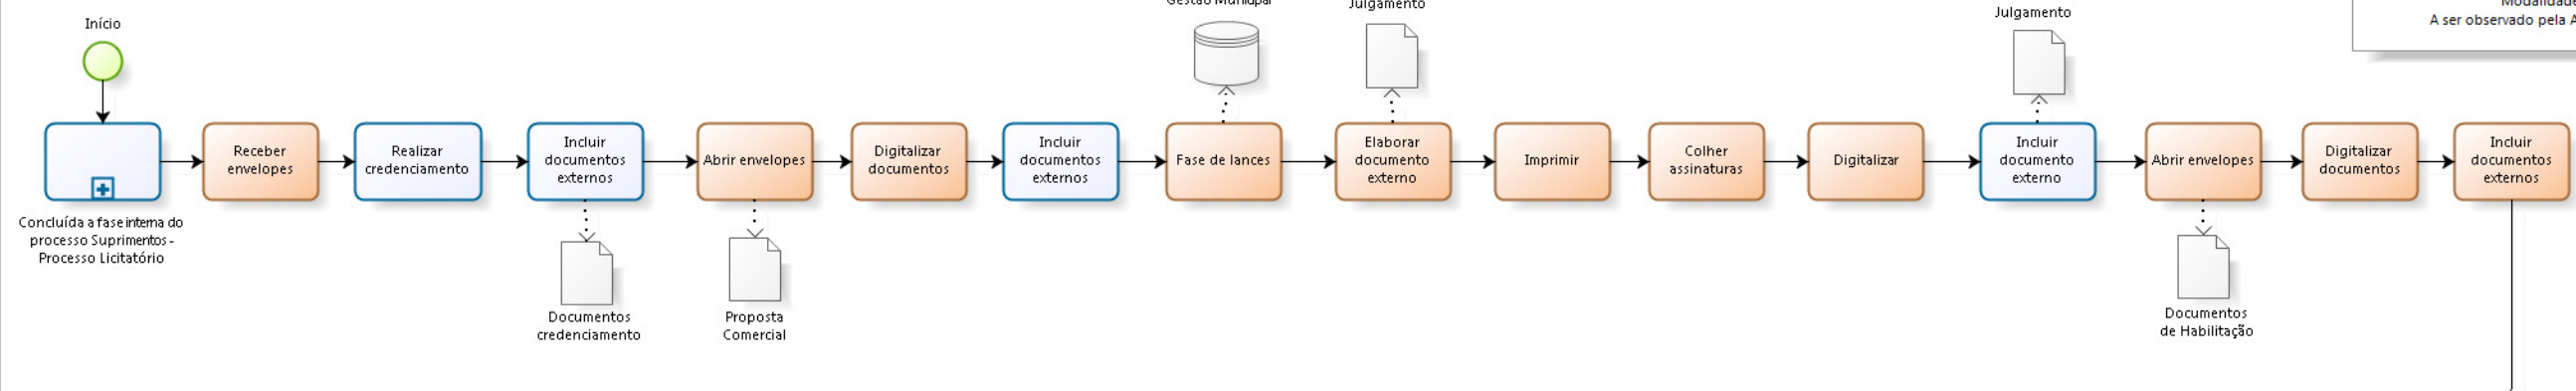 Início
Gestão Municipal
Julgamento
Julgamento
Modalidade
A ser observado pela A
Receber
envelopes
Realizar
credenciamento
Incluir
documentos
externos
Abrir envelopes
Digitalizar
documentos
Incluir
documentos
externos
Fase de lances
Elaborar
documento
externo
Imprimir
Colher
assinaturas
Digitalizar
Incluir
documento
externo
Abrir envelopes
Digitalizar
documentos
Incluir
documentos
externos
Concluída a fase interna do
processo Suprimentos -
Processo Licitatório
Documentos
credenciamento
Proposta
Comercial
Documentos
de Habilitação